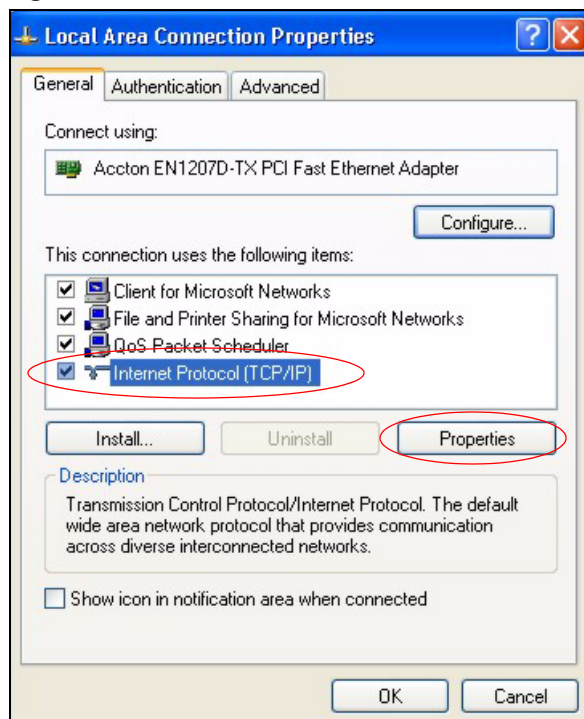 Local Area Connection Properties
General Authentication Advanced
Connect using:
Accton EN1207D-TX PCI Fast Ethernet Adapter
Configure...
This connection uses the following items:
Client for Microsoft Networks
File and Printer Sharing for Microsoft Networks
QoS Packet Scheduler
Internet Protocol (TCP/IP)
Install... Uninstall Properties
Description
Transmission Control Protocol/Internet Protocol. The default
wide area network protocol that provides communication
across diverse interconnected networks.
Show icon in notification area when connected
OK Cancel